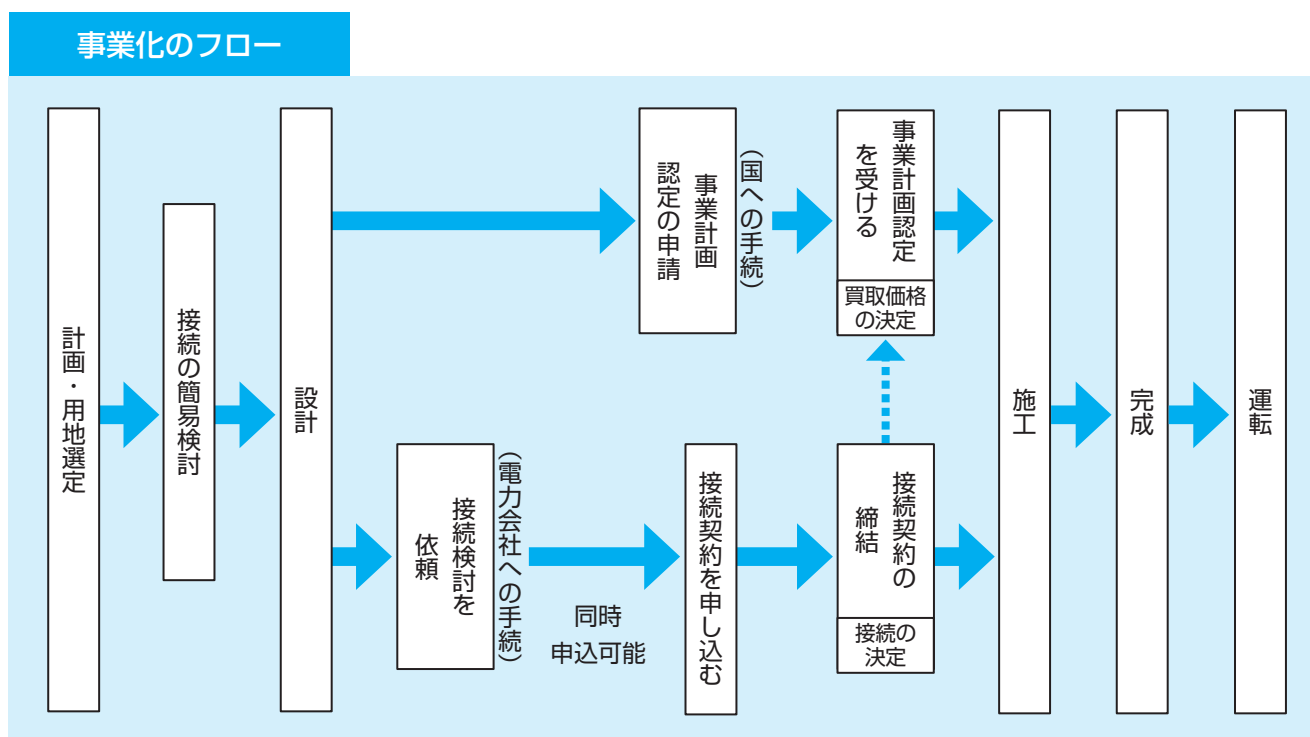 事業化のフロー
計画・用地選定
接続の簡易検討
設計
事業計画
認定の申請
（国への手続）
事業計画認定
を受ける
買取価格
の決定
接続検討を
依頼
（電力会社への手続）
同時
申込可能
接続契約を申し込む
接続契約の
締結
接続の
決定
施工
完成
運転